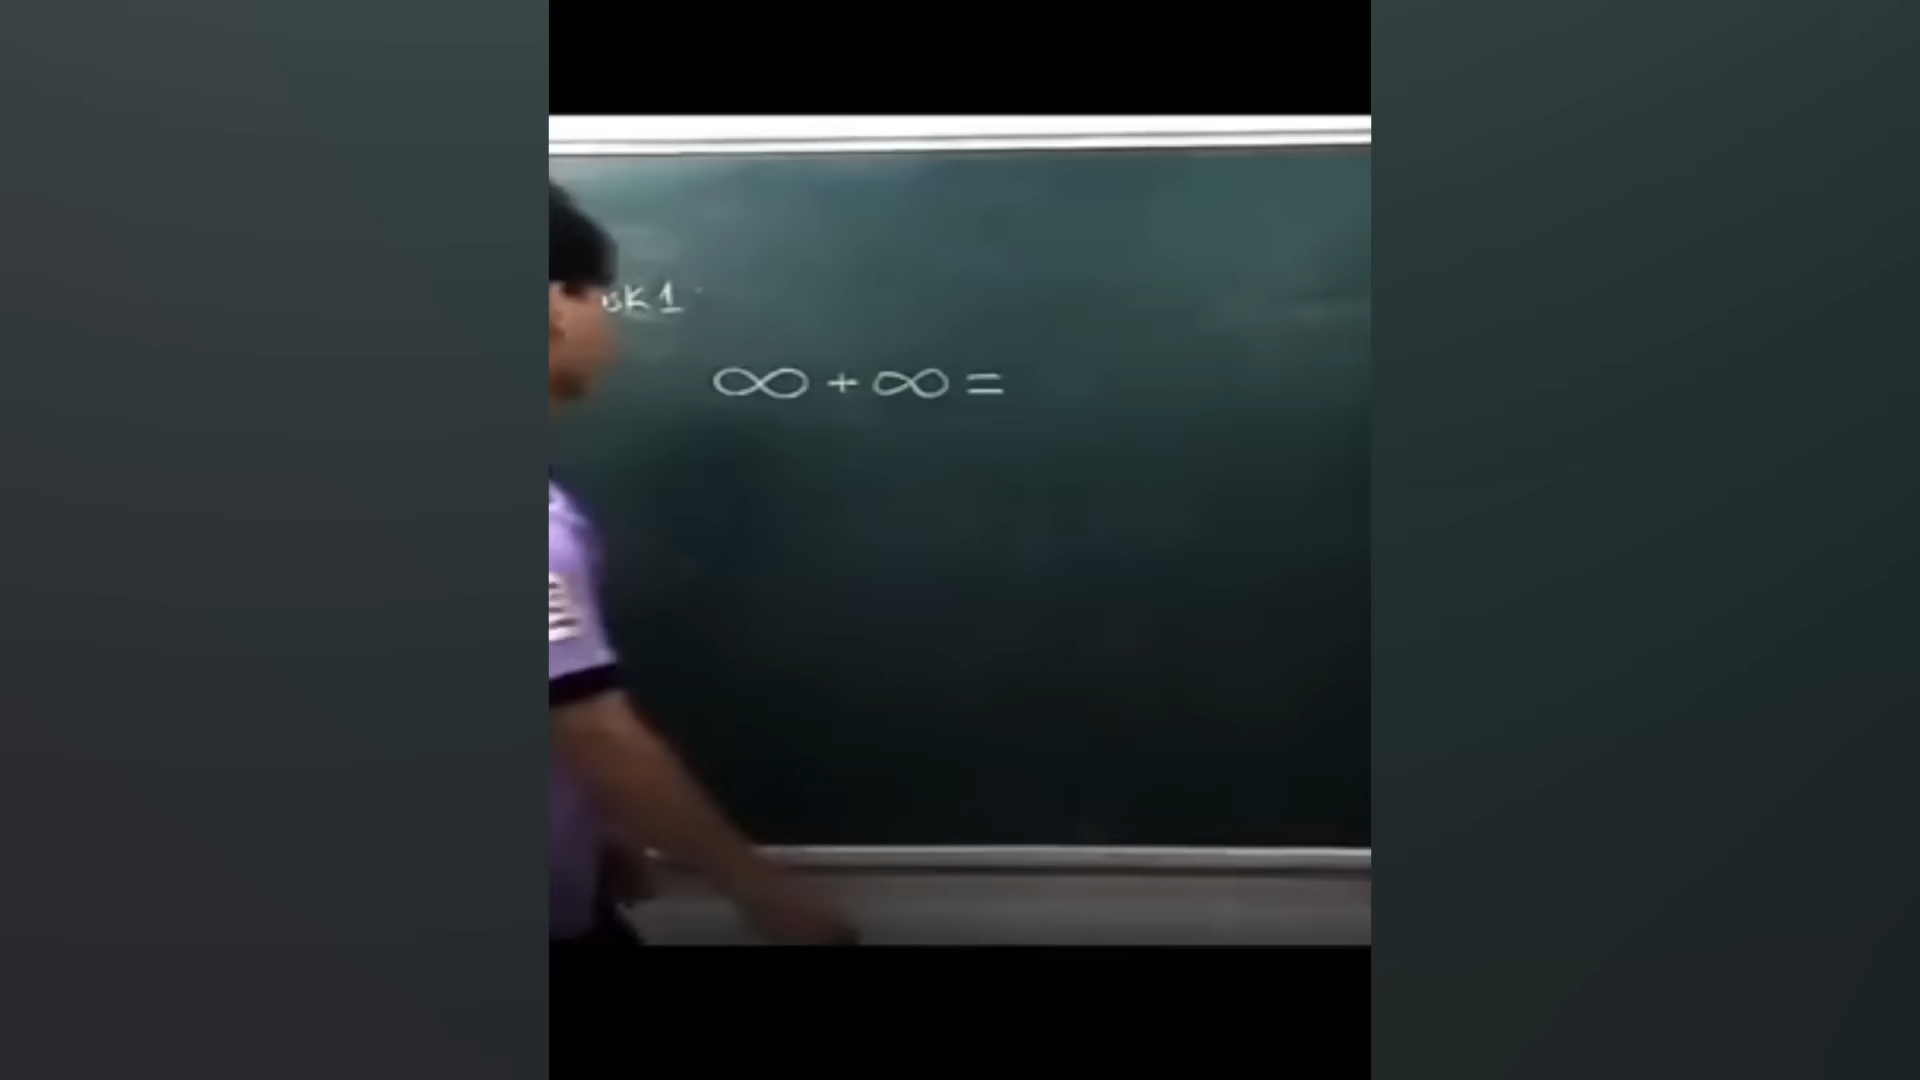 ∞ + ∞ =